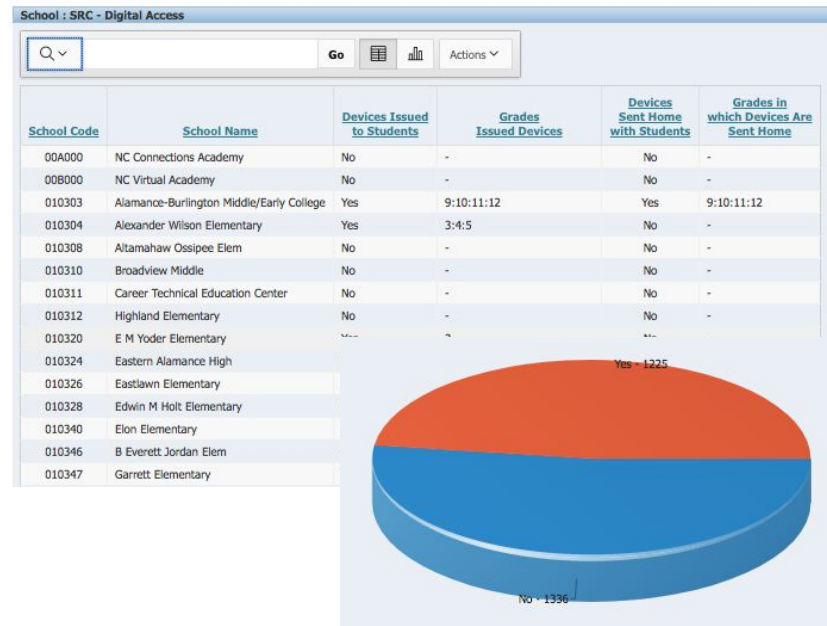 School : SRC - Digital Access
Go Actions
School Code School Name Devices Issued to Students Grades Issued Devices Devices Sent Home with Students Grades in which Devices Are Sent Home
00A000 NC Connections Academy No - No -
00B000 NC Virtual Academy No - No -
010303 Alamance-Burlington Middle/Early College Yes 9:10:11:12 Yes 9:10:11:12
010304 Alexander Wilson Elementary Yes 3:4:5 No -
010308 Altamahaw Ossipee Elem No - No -
010310 Broadview Middle No - No -
010311 Career Technical Education Center No - No -
010312 Highland Elementary No - No -
010320 E M Yoder Elementary
010324 Eastern Alamance High
010326 Eastlawn Elementary
010328 Edwin M Holt Elementary
010340 Elon Elementary
010346 B Everett Jordan Elem
010347 Garrett Elementary
Yes - 1225
No - 1336